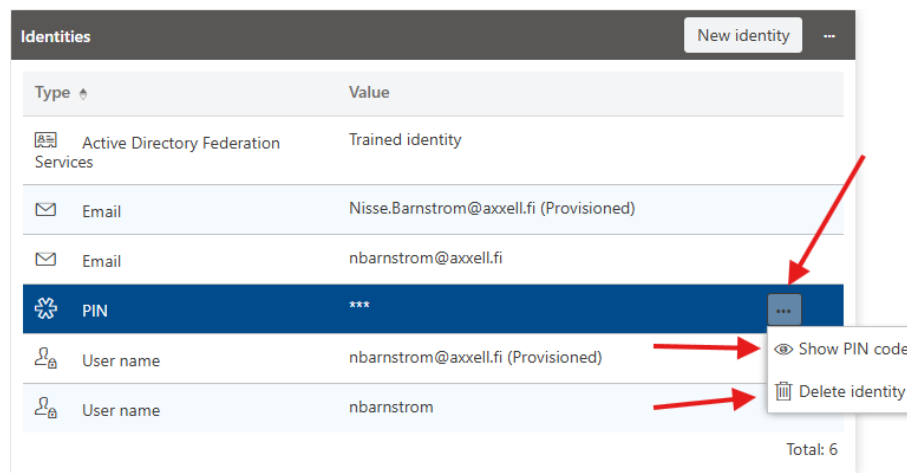 Identities
New identity
...
Type
Value
Active Directory Federation
Services
Trained identity
Email
Nisse.Barnstrom@axxell.fi (Provisioned)
Email
nbarnstrom@axxell.fi
PIN
***
...
Show PIN code
User name
nbarnstrom@axxell.fi (Provisioned)
Delete identity
User name
nbarnstrom
Total: 6